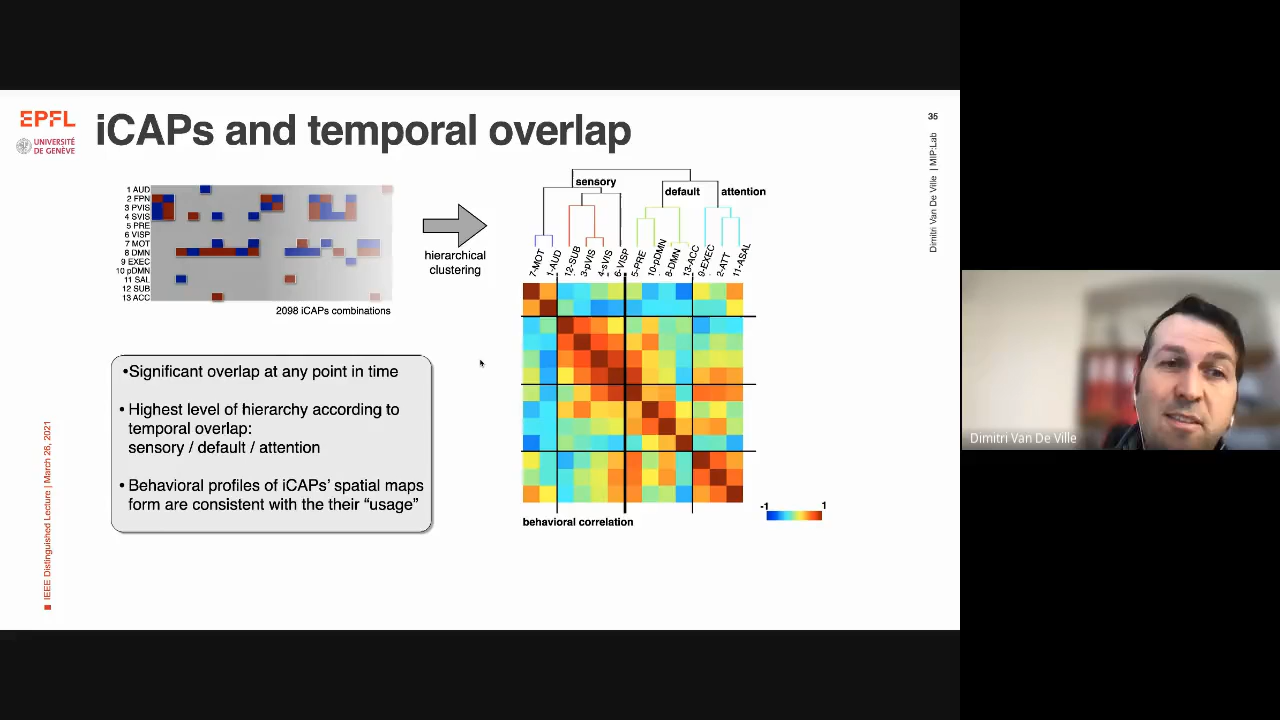 EPFL
UNIVERSITÉ
DE GENÈVE
iCAPs and temporal overlap
35
Dimitri Van De Ville | MIP:Lab
1 AUD
2 FPN
3 PVIS
4 SVIS
5 PRE
6 VISP
7 MOT
8 DMN
9 EXEC
10 pDMN
11 SAL
12 SUB
13 ACC
2098 iCAPs combinations
hierarchical
clustering
sensory
default
attention
7-MOT
1-AUD
12-SUB
3-pVIS
4-sVIS
6-VISP
5-PRE
10-pDMN
8-DMN
13-ACC
9-EXEC
2-ATT
11-ASAL
•Significant overlap at any point in time
• Highest level of hierarchy according to
temporal overlap:
sensory / default / attention
• Behavioral profiles of iCAPs' spatial maps
form are consistent with the their “usage”
behavioral correlation
-1
1
IEEE Distinguished Lecture | March 26, 2021
Dimitri Van De Ville